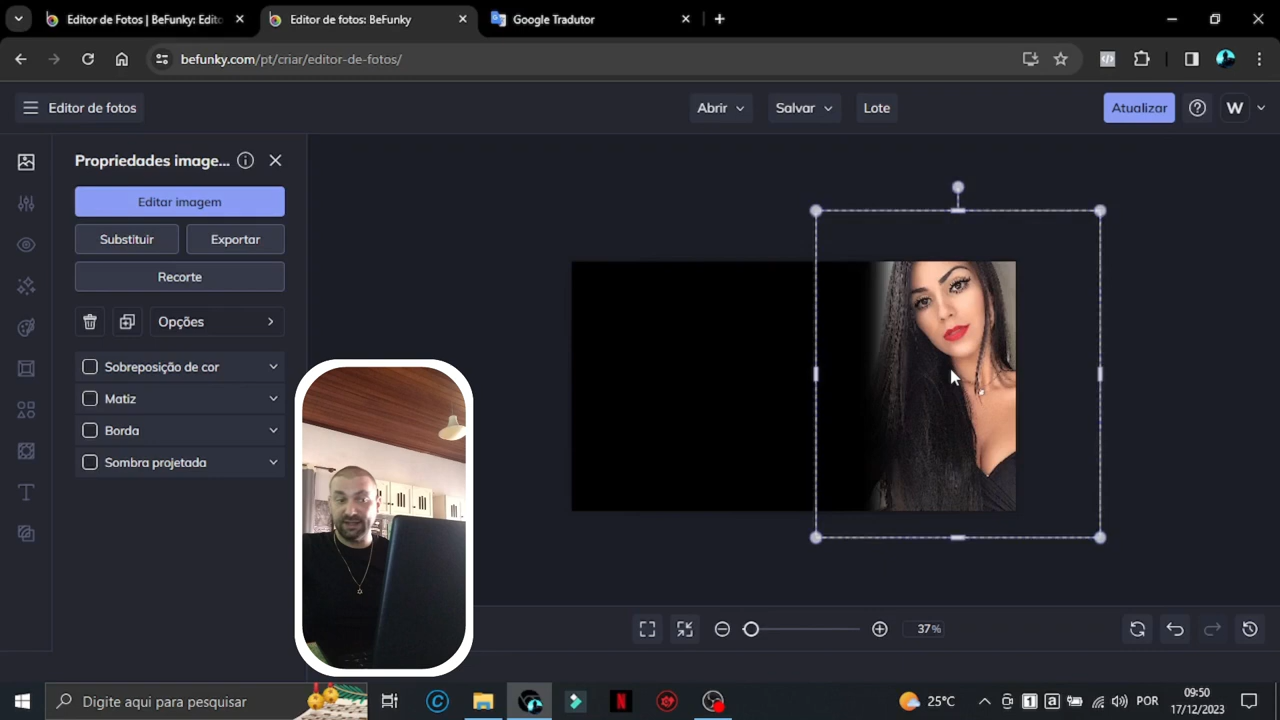 Editor de Fotos | BeFunky: Edito
Editor de fotos: BeFunky
Google Tradutor
befunky.com/pt/criar/editor-de-fotos/
Editor de fotos
Abrir
Salvar
Lote
Atualizar
W
Propriedades image...
Editar imagem
Substituir
Exportar
Recorte
Opções
Sobreposição de cor
Matiz
Borda
Sombra projetada
37%
Digite aqui para pesquisar
25°C
POR
09:50
17/12/2023